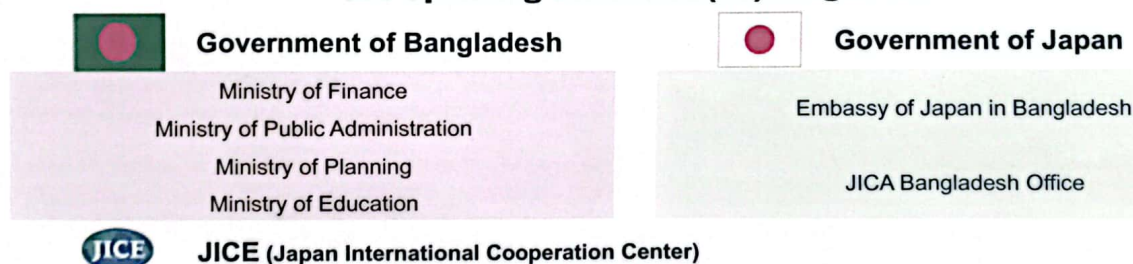 Government of Bangladesh
Ministry of Finance
Ministry of Public Administration
Ministry of Planning
Ministry of Education
Government of Japan
Embassy of Japan in Bangladesh
JICA Bangladesh Office
JICE JICE (Japan International Cooperation Center)